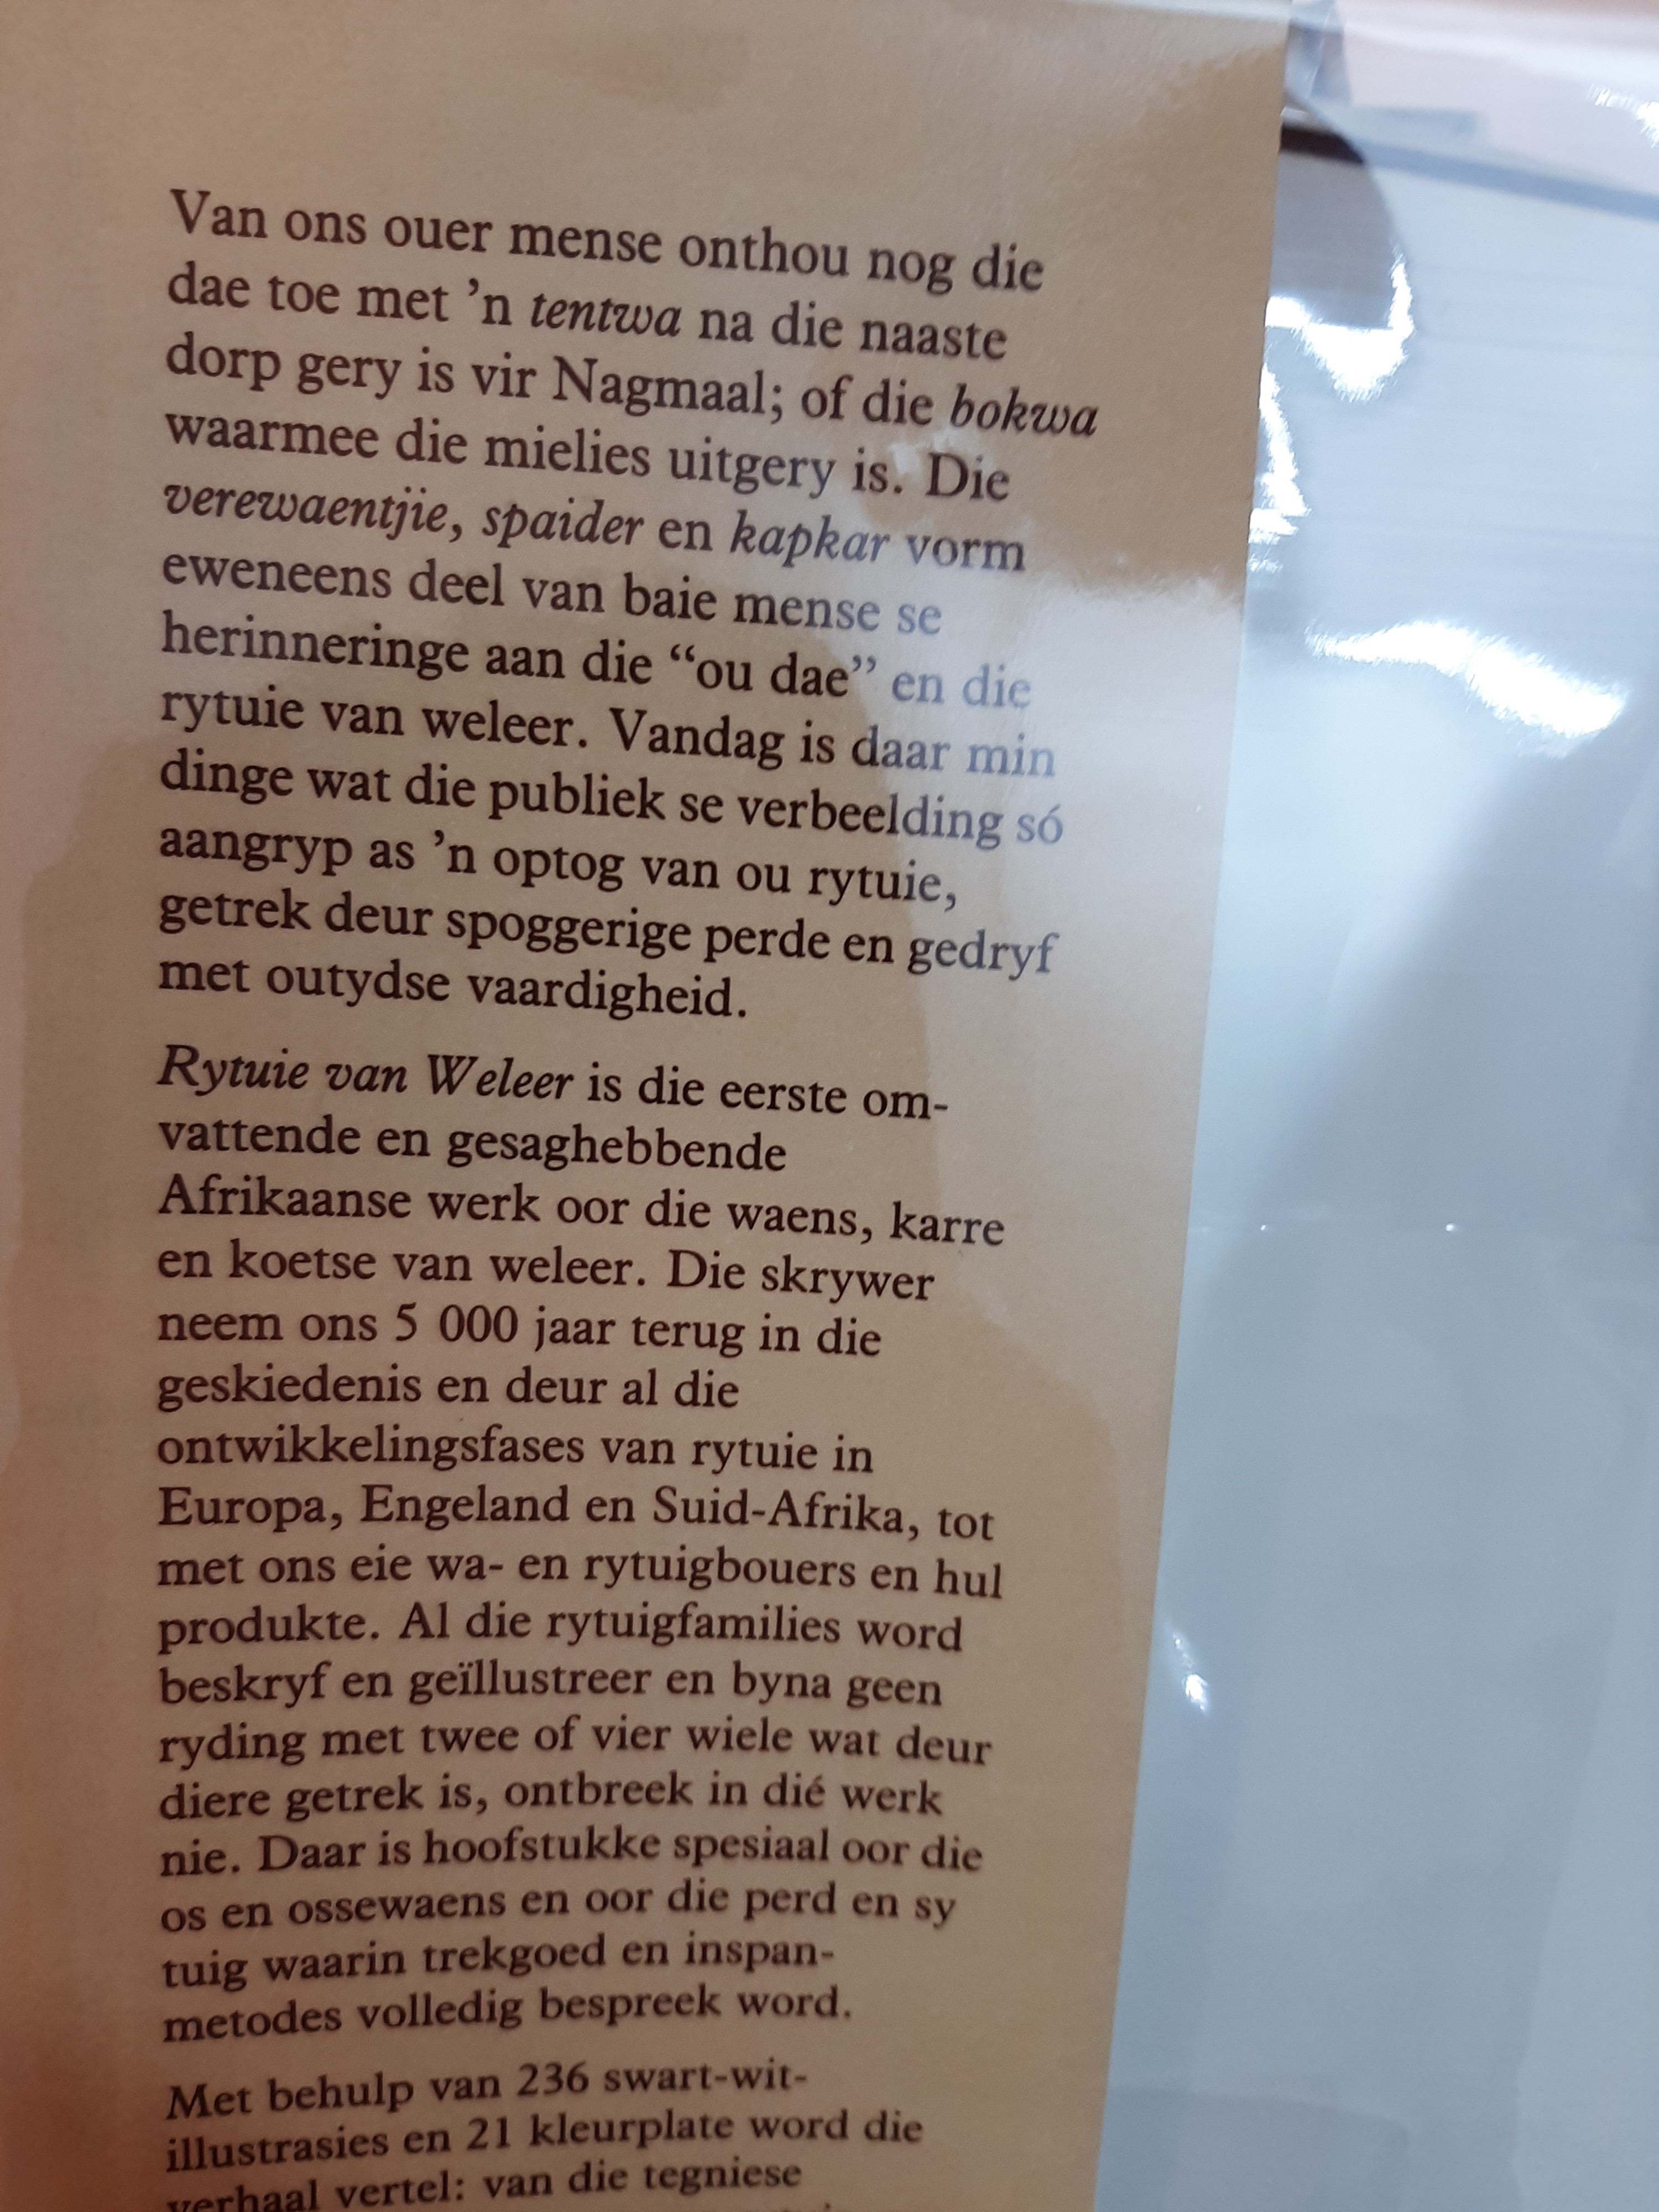 Van ons ouer mense onthou nog die
dae toe met ’n tentwa na die naaste
dorp gery is vir Nagmaal; of die bokwa
waarmee die mielies uitgery is. Die
verewaentjie, spaider en kapkar vorm
eweneens deel van baie mense se
herinneringe aan die “ou dae” en die
rytuie van weleer. Vandag is daar min
dinge wat die publiek se verbeelding só
aangryp as ’n optog van ou rytuie,
getrek deur spoggerige perde en gedryf
met outydse vaardigheid.
Rytuie van Weleer is die eerste om-
vattende en gesaghebbende
Afrikaanse werk oor die waens, karre
en koetse van weleer. Die skrywer
neem ons 5 000 jaar terug in die
geskiedenis en deur al die
ontwikkelingsfases van rytuie in
Europa, Engeland en Suid-Afrika, tot
met ons eie wa- en rytuigbouers en hul
produkte. Al die rytuigfamilies word
beskryf en geïllustreer en byna geen
ryding met twee of vier wiele wat deur
diere getrek is, ontbreek in dié werk
nie. Daar is hoofstukke spesiaal oor die
os en ossewaens en oor die perd en sy
tuig waarin trekgoed en inspan-
metodes volledig bespreek word.
Met behulp van 236 swart-wit-
illustrasies en 21 kleurplate word die
verhaal vertel: van die tegniese